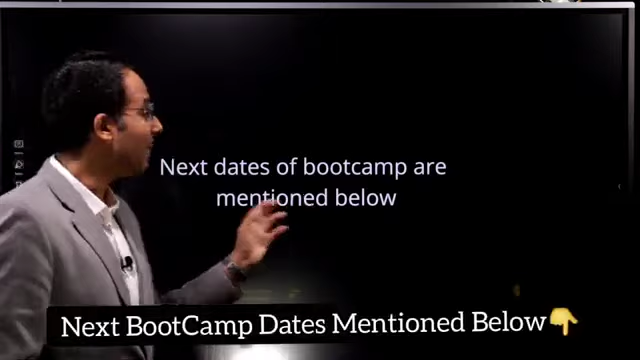 Next dates of bootcamp are
mentioned below
Next BootCamp Dates Mentioned Below👇